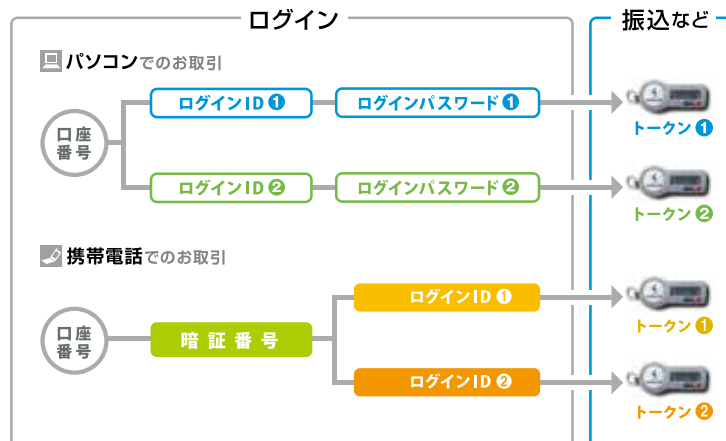 ログイン
振込など
パソコンでのお取引
口座
番号
ログインID❶
ログインパスワード❶
トークン❶
ログインID❷
ログインパスワード❷
トークン❷
携帯電話でのお取引
口座
番号
暗証番号
ログインID❶
トークン❶
ログインID❷
トークン❷